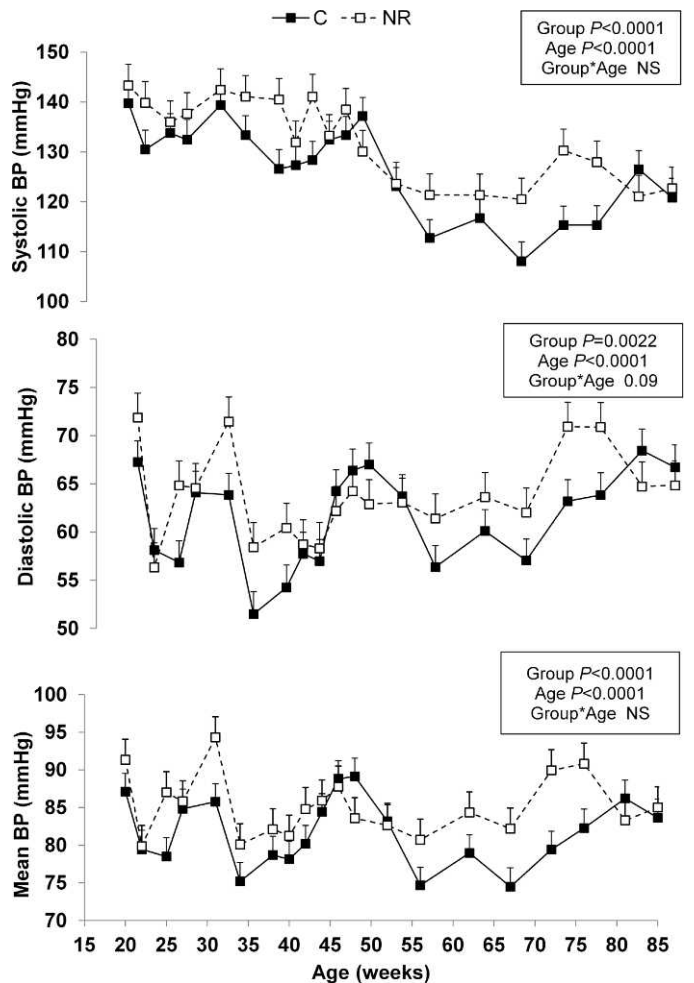 C NR
Group P<0.0001
Age P<0.0001
Group*Age NS
Systolic BP (mmHg)
150
140
130
120
110
100
Group P=0.0022
Age P<0.0001
Group*Age 0.09
Diastolic BP (mmHg)
80
75
70
65
60
55
50
Group P<0.0001
Age P<0.0001
Group*Age NS
Mean BP (mmHg)
100
95
90
85
80
75
70
15 20 25 30 35 40 45 50 55 60 65 70 75 80 85
Age (weeks)